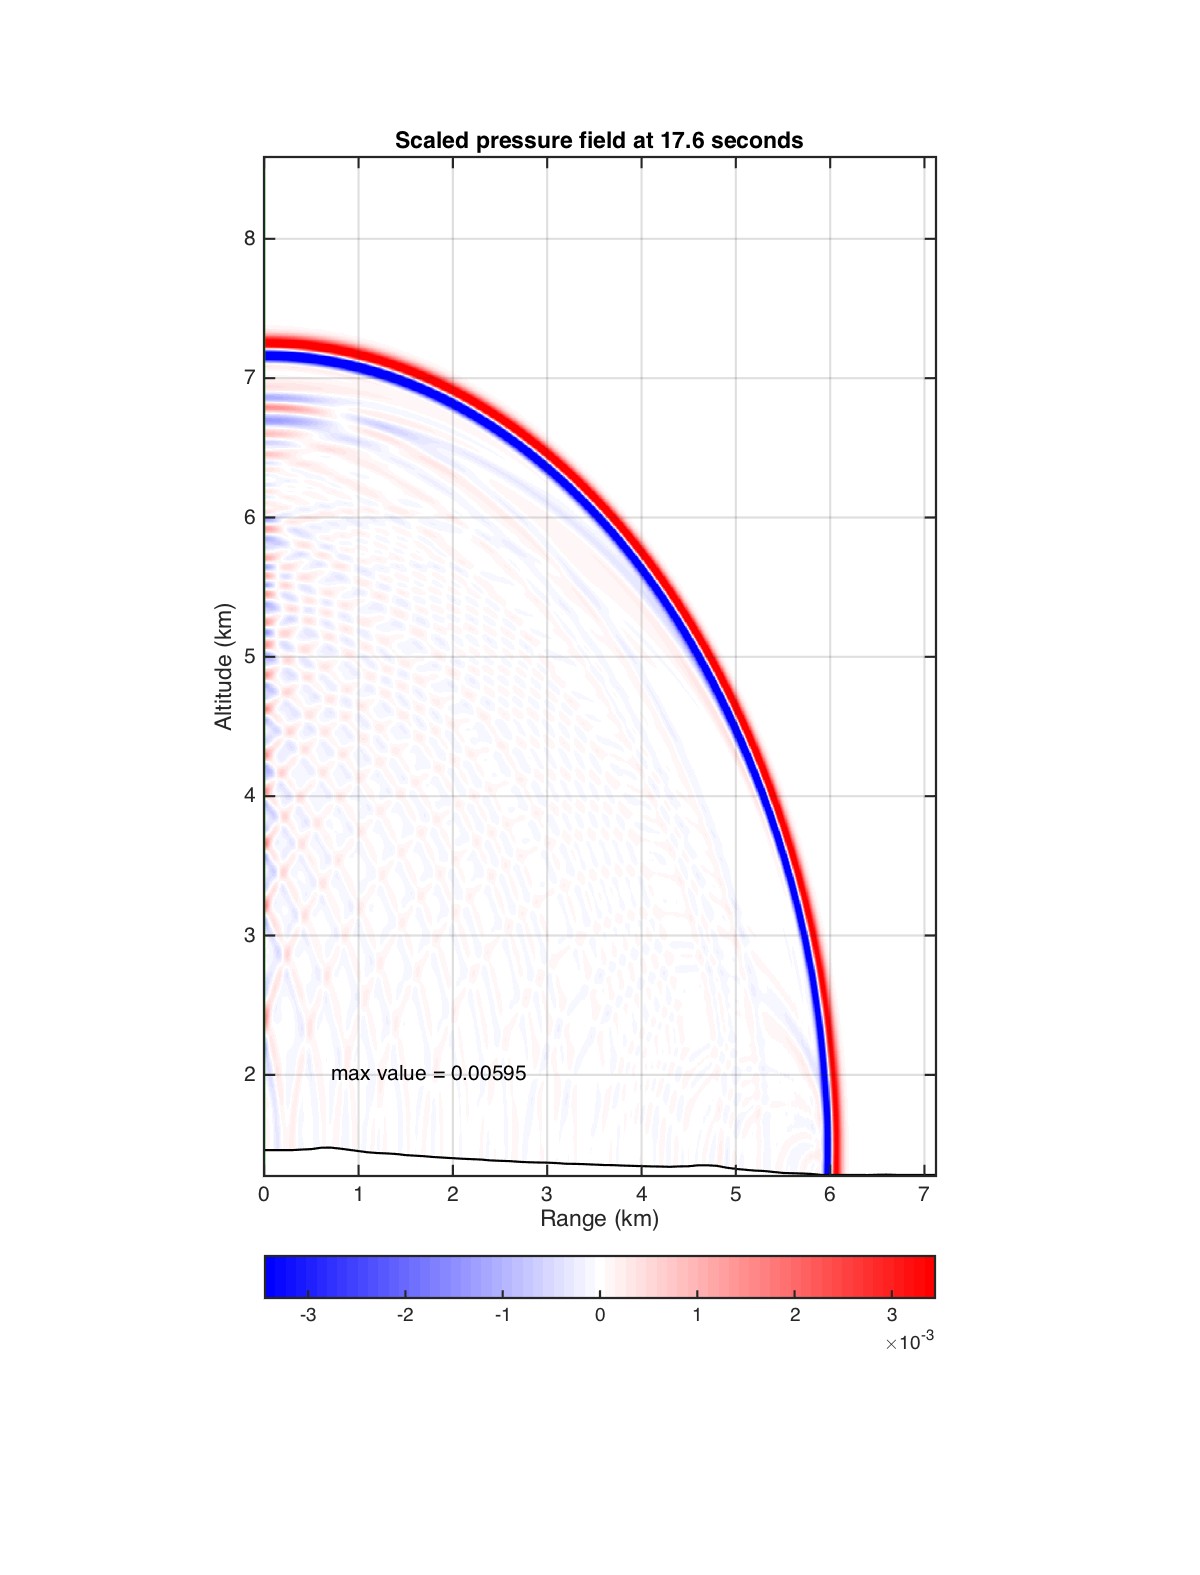 Scaled pressure field at 17.6 seconds
8
7
6
5
4
3
2
Altitude (km)
max value = 0.00595
0 1 2 3 4 5 6 7
Range (km)
-3 -2 -1 0 1 2 3
×10-3